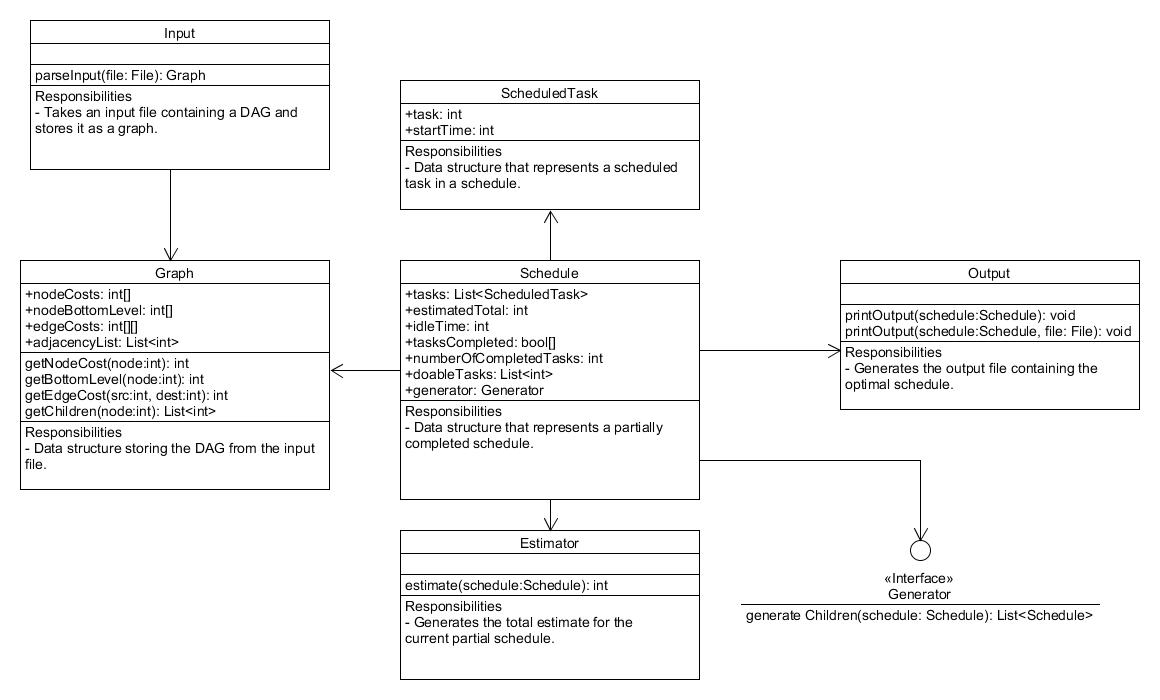 Input
parseInput(file: File): Graph
Responsibilities
- Takes an input file containing a DAG and
stores it as a graph.
ScheduledTask
+task: int
+startTime: int
Responsibilities
- Data structure that represents a scheduled
task in a schedule.
Graph
+nodeCosts: int[]
+nodeBottomLevel: int[]
+edgeCosts: int[][]
+adjacencyList: List<int>
getNodeCost(node:int): int
getBottomLevel(node:int): int
getEdgeCost(src:int, dest:int): int
getChildren(node:int): List<int>
Responsibilities
- Data structure storing the DAG from the input
file.
Schedule
+tasks: List<ScheduledTask>
+estimatedTotal: int
+idleTime: int
+tasksCompleted: bool[]
+numberOfCompletedTasks: int
+doableTasks: List<int>
+generator: Generator
Responsibilities
- Data structure that represents a partially
completed schedule.
Output
printOutput(schedule:Schedule): void
printOutput(schedule:Schedule, file: File): void
Responsibilities
- Generates the output file containing the
optimal schedule.
Estimator
estimate(schedule:Schedule): int
Responsibilities
- Generates the total estimate for the
current partial schedule.
«Interface»
Generator
generate Children(schedule: Schedule): List<Schedule>